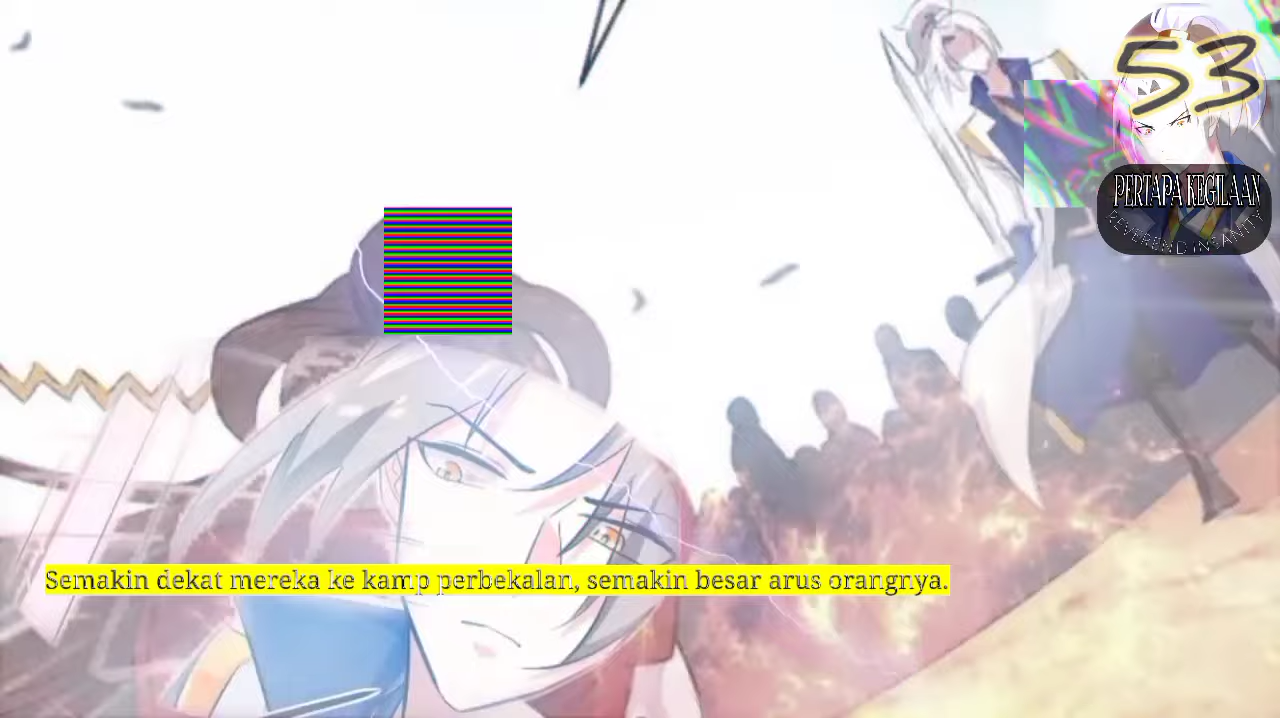 53
PERTAPA KEGILAAN
REVEREND INSANITY
Semakin dekat mereka ke kamp perbekalan, semakin besar arus orangnya.